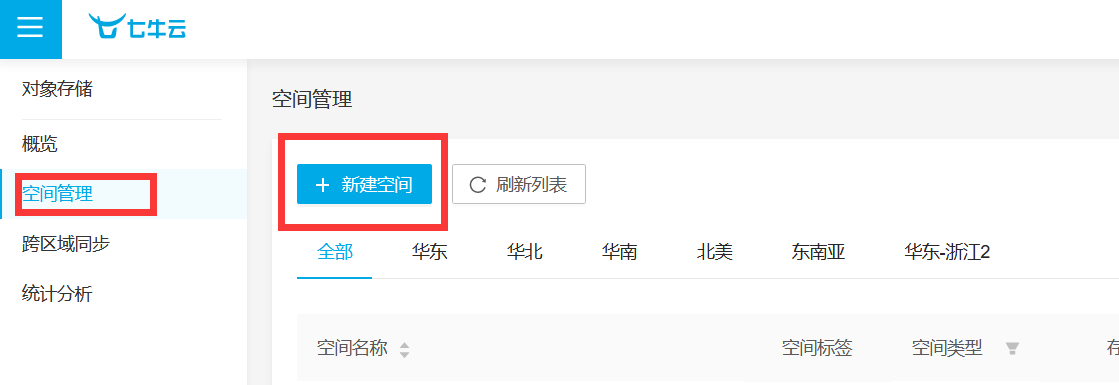 七牛云
对象存储
概览
空间管理
跨区域同步
统计分析
空间管理
+ 新建空间 刷新列表
全部 华东 华北 华南 北美 东南亚 华东-浙江2
空间名称 空间标签 空间类型